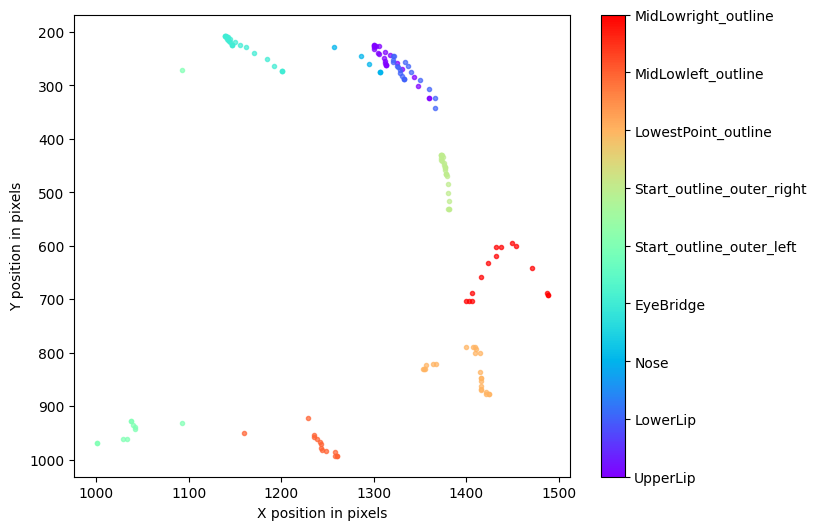 200
300
400
500
600
700
800
900
1000
Y position in pixels
1000 1100 1200 1300 1400 1500
X position in pixels
MidLowright_outline
MidLowleft_outline
LowestPoint_outline
Start_outline_outer_right
Start_outline_outer_left
EyeBridge
Nose
LowerLip
UpperLip